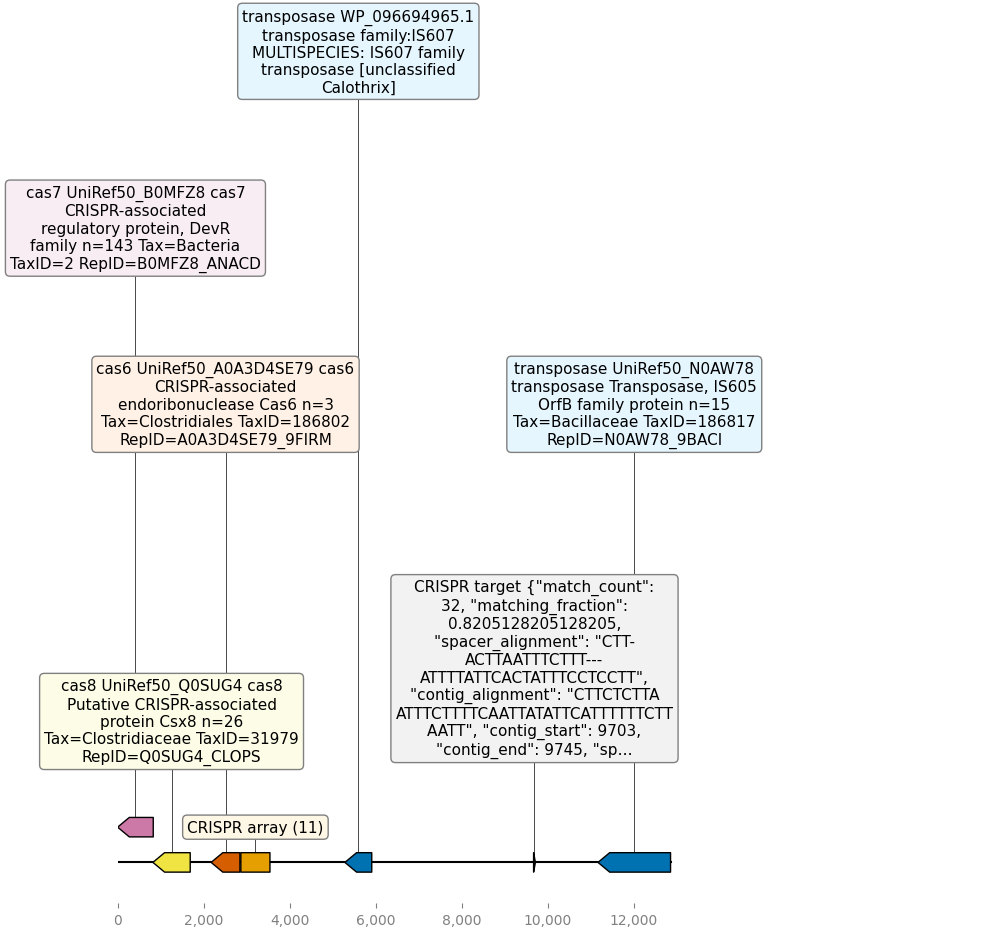 transposase WP_096694965.1
transposase family:IS607
MULTISPECIES: IS607 family
transposase [unclassified
Calothrix]
cas7 UniRef50_B0MFZ8 cas7
CRISPR-associated
regulatory protein, DevR
family n=143 Tax=Bacteria
TaxID=2 RepID=B0MFZ8_ANACD
cas6 UniRef50_A0A3D4SE79 cas6
CRISPR-associated
endoribonuclease Cas6 n=3
Tax=Clostridiales TaxID=186802
RepID=A0A3D4SE79_9FIRM
transposase UniRef50_N0AW78
transposase Transposase, IS605
OrfB family protein n=15
Tax=Bacillaceae TaxID=186817
RepID=N0AW78_9BACI
CRISPR target {"match_count":
32, "matching_fraction":
0.8205128205128205,
"spacer_alignment": "CTT-
ACTTAATTTCTTT---
ATTTTATTCACTATTTCCTCCTT",
"contig_alignment": "CTTCTCTTA
ATTTCTTTTCAATTATATTCATTTTTTCTT
AATT", "contig_start": 9703,
"contig_end": 9745, "sp...
cas8 UniRef50_Q0SUG4 cas8
Putative CRISPR-associated
protein Csx8 n=26
Tax=Clostridiaceae TaxID=31979
RepID=Q0SUG4_CLOPS
CRISPR array (11)
0
2,000
4,000
6,000
8,000
10,000
12,000